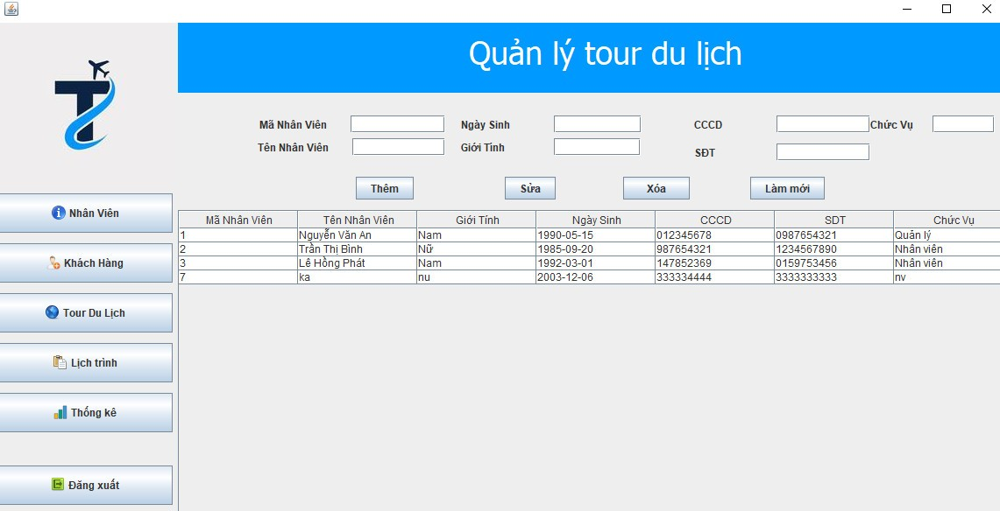 Quản lý tour du lịch
Mã Nhân Viên Ngày Sinh CCCD Chức Vụ
Tên Nhân Viên Giới Tính SĐT
Thêm Sửa Xóa Làm mới
Nhân Viên
Khách Hàng
Tour Du Lịch
Lịch trình
Thống kê
Đăng xuất
Mã Nhân Viên Tên Nhân Viên Giới Tính Ngày Sinh CCCD SDT Chức Vụ
1 Nguyễn Văn An Nam 1990-05-15 012345678 0987654321 Quản lý
2 Trần Thị Bình Nữ 1985-09-20 987654321 1234567890 Nhân viên
3 Lê Hồng Phát Nam 1992-03-01 147852369 0159753456 Nhân viên
7 ka nu 2003-12-06 333334444 3333333333 nv